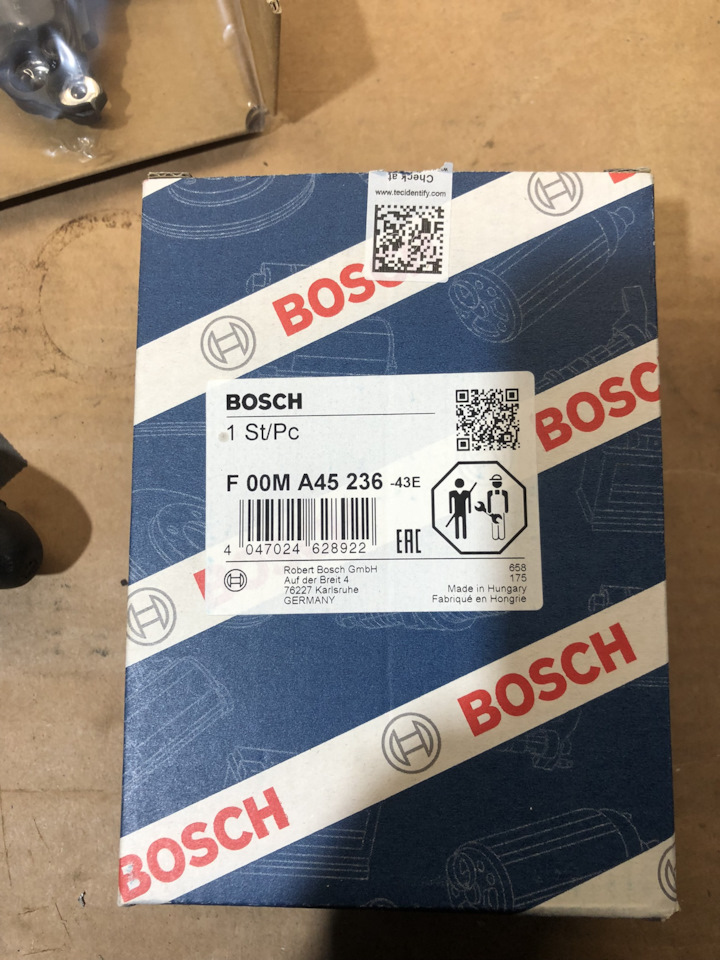 Check at
www.tecidentify.com
BOSCH
BOSCH
BOSCH
1 St/Pc
F 00M A45 236 -43E
4 047024 628922
EAC
Robert Bosch GmbH
Auf der Breit 4
76227 Karlsruhe
GERMANY
658
175
Made in Hungary
Fabriqué en Hongrie
BOSCH
BOSCH